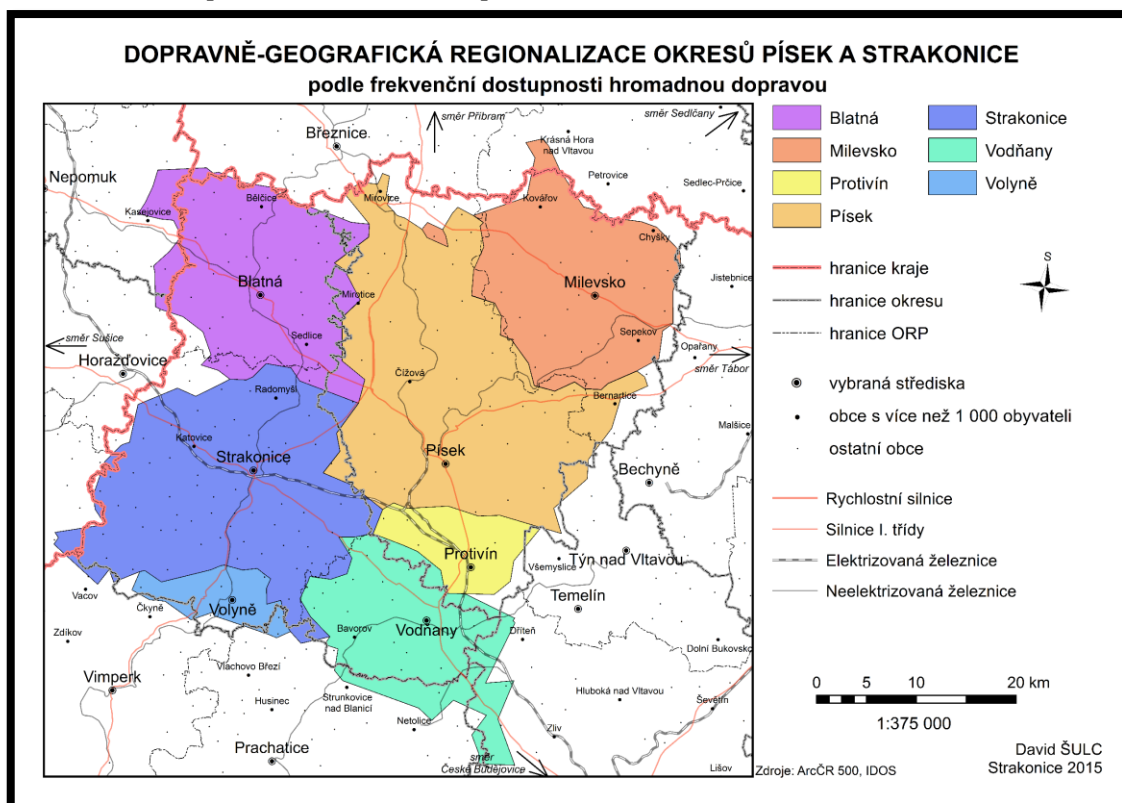 DOPRAVNĚ-GEOGRAFICKÁ REGIONALIZACE OKRESŮ PÍSEK A STRAKONICE
podle frekvenční dostupnosti hromadnou dopravou
směr Příbram
směr Sedlčany
Březnice
Krásná Hora
nad Vltavou
Nepomuk
Petrovice
Sedlec-Prčice
Mirovice
Kasejovice
Bělčice
Kovářov
Chyšky
Jistebnice
Blatná
Mirotice
Milevsko
směr Sušice
Sedlice
Sepekov
Opařany
směr Tábor
Horažďovice
Radomyšl
Čížová
Bernartice
Malšice
Katovice
Strakonice
Písek
Bechyně
Protivín
Všemyslice
Týn nad Vltavou
Vacov
Čkyně
Volyně
Temelín
Zdíkov
Bavorov
Vodňany
Dříteň
Dolní Bukovsko
Vlachovo Březí
Vimperk
Husinec
Strunkovice
nad Blanicí
Netolice
Hluboká nad Vltavou
Ševětín
Zliv
Prachatice
směr
České Budějovice
Lišov
Blatná
Strakonice
Milevsko
Vodňany
Protivín
Volyně
Písek
hranice kraje
hranice okresu
hranice ORP
S
vybraná střediska
obce s více než 1 000 obyvateli
ostatní obce
Rychlostní silnice
Silnice I. třídy
Elektrizovaná železnice
Neelektrizovaná železnice
0 5 10 20 km
1:375 000
David ŠULC
Strakonice 2015
Zdroje: ArcČR 500, IDOS